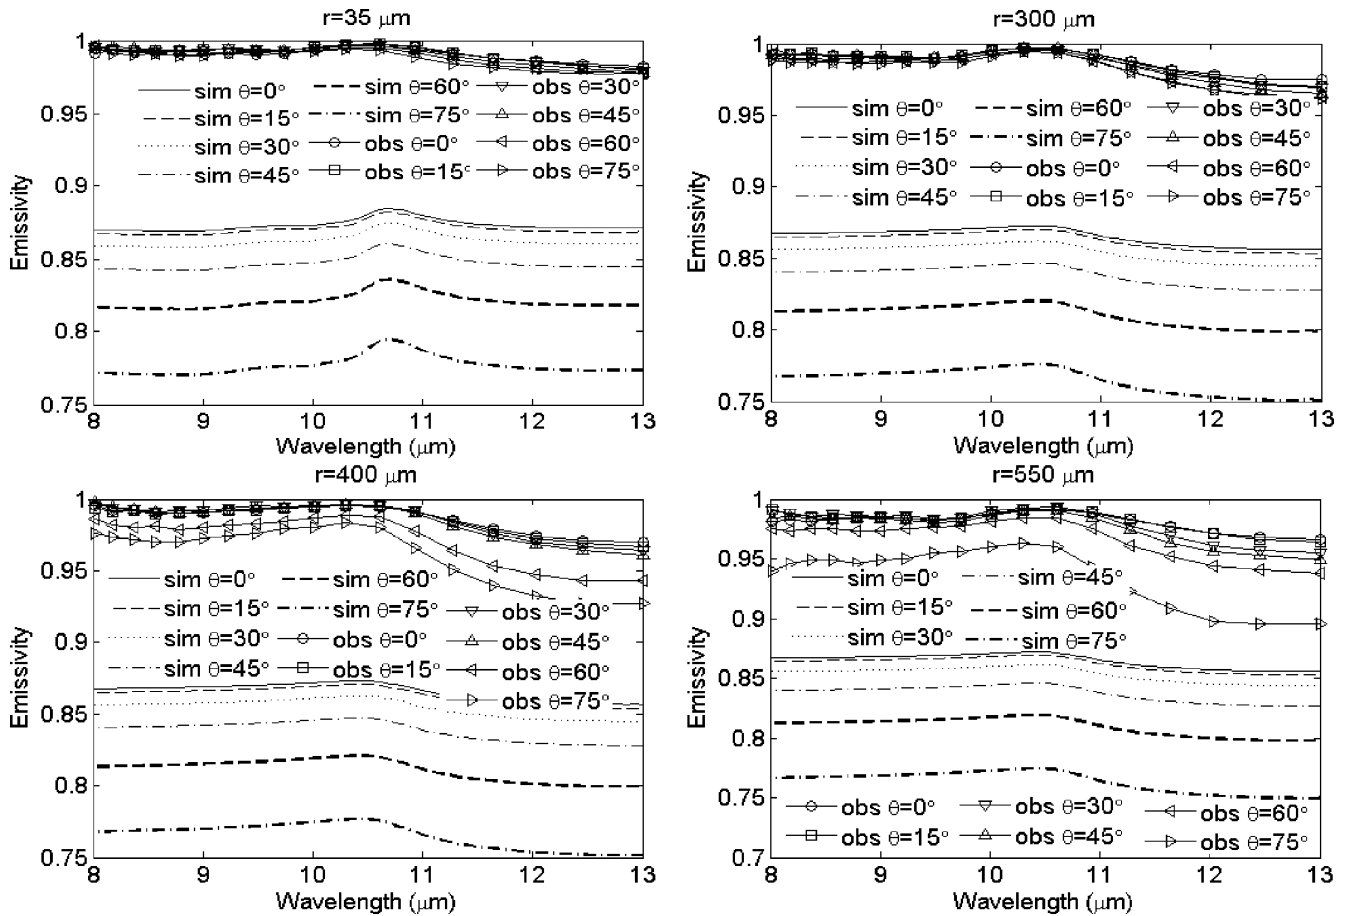 r=35 μm
1
0.95
0.9
0.85
0.8
0.75
Emissivity
sim θ=0°
sim θ=15°
sim θ=30°
sim θ=45°
sim θ=60°
sim θ=75°
obs θ=0°
obs θ=15°
obs θ=30°
obs θ=45°
obs θ=60°
obs θ=75°
8 9 10 11 12 13
Wavelength (μm)
r=300 μm
1
0.95
0.9
0.85
0.8
0.75
Emissivity
sim θ=0°
sim θ=15°
sim θ=30°
sim θ=45°
sim θ=60°
sim θ=75°
obs θ=0°
obs θ=15°
obs θ=30°
obs θ=45°
obs θ=60°
obs θ=75°
8 9 10 11 12 13
Wavelength (μm)
r=400 μm
1
0.95
0.9
0.85
0.8
0.75
Emissivity
sim θ=0°
sim θ=15°
sim θ=30°
sim θ=45°
sim θ=60°
sim θ=75°
obs θ=0°
obs θ=15°
obs θ=30°
obs θ=45°
obs θ=60°
obs θ=75°
8 9 10 11 12 13
Wavelength (μm)
r=550 μm
1
0.95
0.9
0.85
0.8
0.75
0.7
Emissivity
sim θ=0°
sim θ=15°
sim θ=30°
sim θ=45°
sim θ=60°
sim θ=75°
obs θ=0°
obs θ=15°
obs θ=30°
obs θ=45°
obs θ=60°
obs θ=75°
8 9 10 11 12 13
Wavelength (μm)